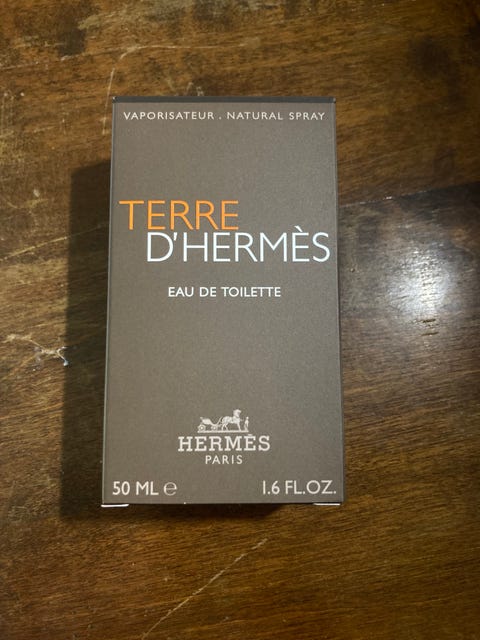 VAPORISATEUR . NATURAL SPRAY
TERRE
D'HERMÈS
EAU DE TOILETTE
HERMÈS
PARIS
50 ML ℮ 1.6 FL.OZ.